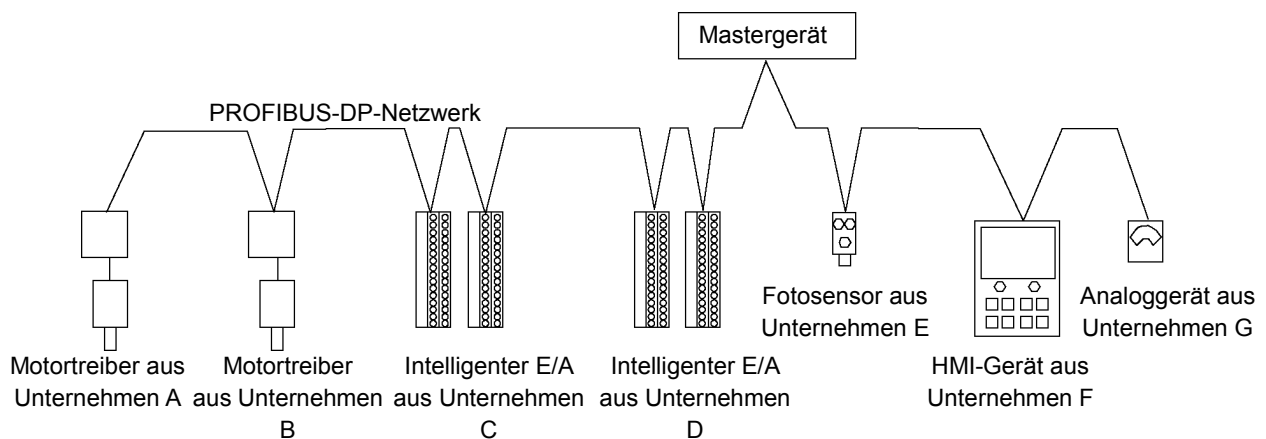 Mastergerät
PROFIBUS-DP-Netzwerk
Motortreiber aus
Unternehmen A
Motortreiber
aus Unternehmen
B
Intelligenter E/A
aus Unternehmen
C
Intelligenter E/A
aus Unternehmen
D
Fotosensor aus
Unternehmen E
HMI-Gerät aus
Unternehmen F
Analoggerät aus
Unternehmen G